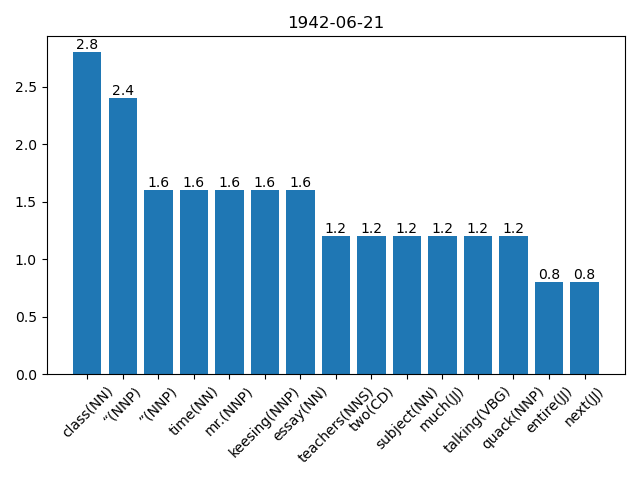 1942-06-21
2.8
2.4
1.6 1.6 1.6 1.6 1.6
1.2 1.2 1.2 1.2 1.2 1.2
0.8 0.8
2.5
2.0
1.5
1.0
0.5
0.0
class(NN)
“(NNP)
”(NNP)
time(NN)
mr.(NNP)
keesing(NNP)
essay(NN)
teachers(NNS)
two(CD)
subject(NN)
much(JJ)
talking(VBG)
quack(NNP)
entire(JJ)
next(JJ)